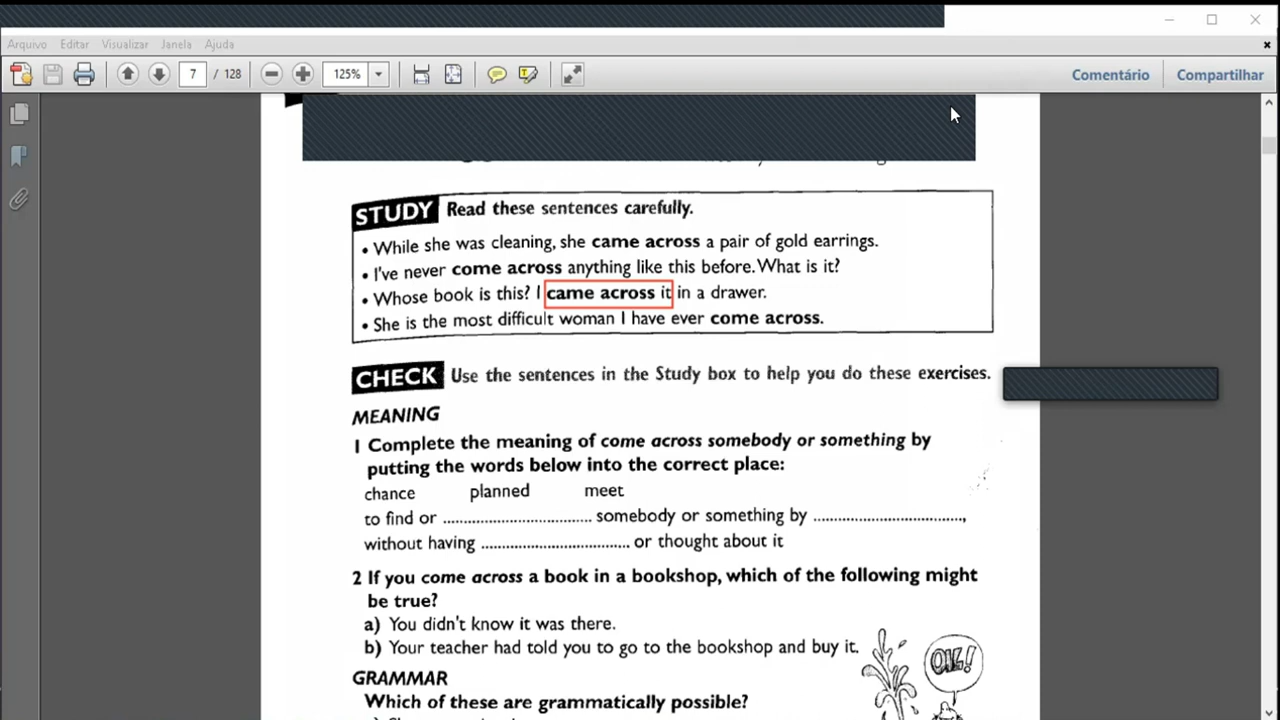 Arquivo Editar Visualizar Janela Ajuda
7 / 128 125% Comentário Compartilhar
STUDY Read these sentences carefully.
• While she was cleaning, she came across a pair of gold earrings.
• I've never come across anything like this before. What is it?
• Whose book is this? I came across it in a drawer.
• She is the most difficult woman I have ever come across.
CHECK Use the sentences in the Study box to help you do these exercises.
MEANING
1 Complete the meaning of come across somebody or something by
putting the words below into the correct place:
chance planned meet
to find or ................................... somebody or something by ...................................,
without having ................................... or thought about it
2 If you come across a book in a bookshop, which of the following might
be true?
a) You didn't know it was there.
b) Your teacher had told you to go to the bookshop and buy it.
OIL!
GRAMMAR
Which of these are grammatically possible?